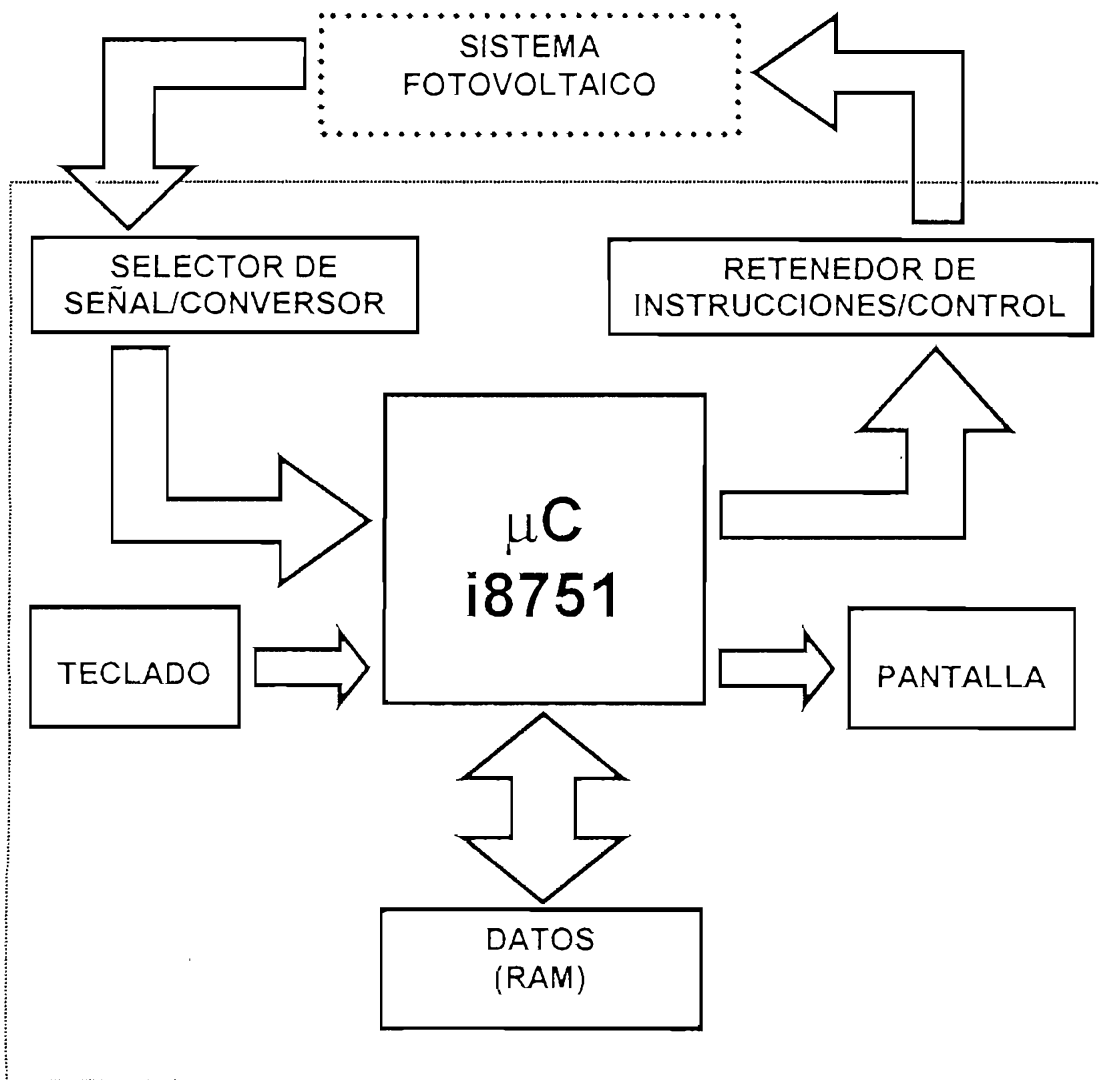 SISTEMA
FOTOVOLTAICO
SELECTOR DE
SEÑAL/CONVERSOR
RETENEDOR DE
INSTRUCCIONES/CONTROL
μC
i8751
TECLADO
PANTALLA
DATOS
(RAM)